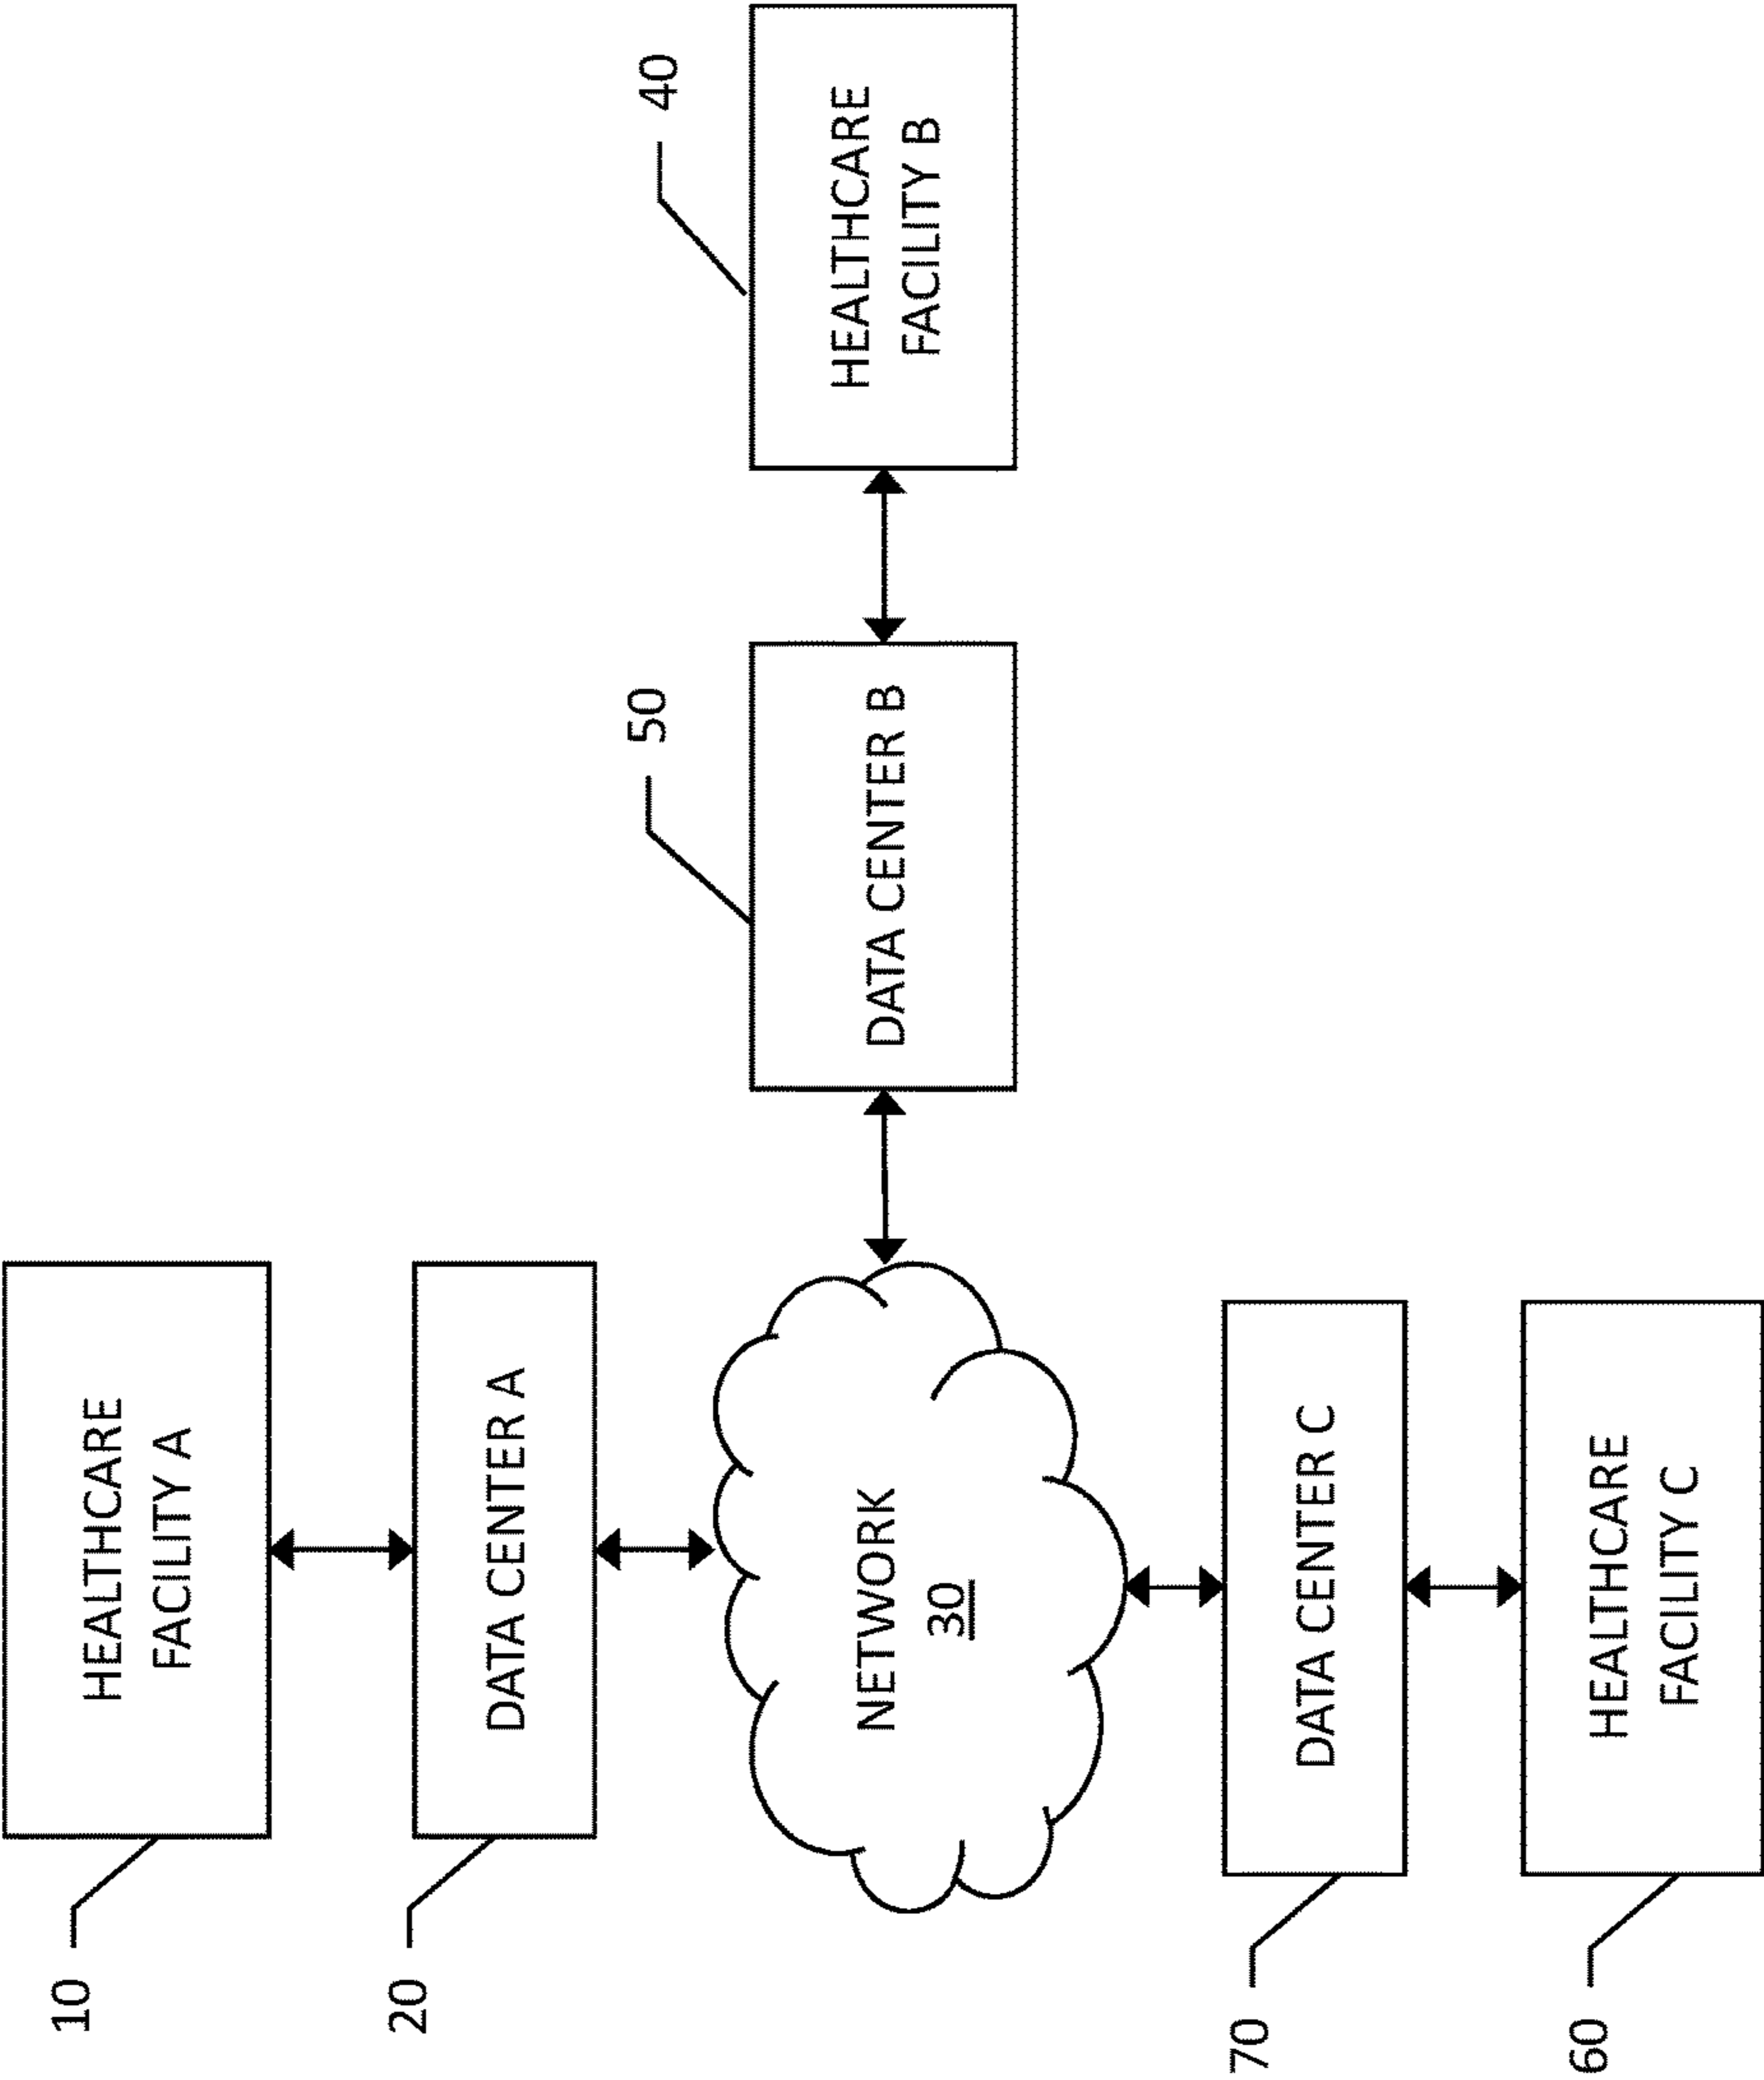 10
HEALTHCARE
FACILITY A
20
DATA CENTER A
NETWORK
30
50
DATA CENTER B
40
HEALTHCARE
FACILITY B
70
DATA CENTER C
60
HEALTHCARE
FACILITY C